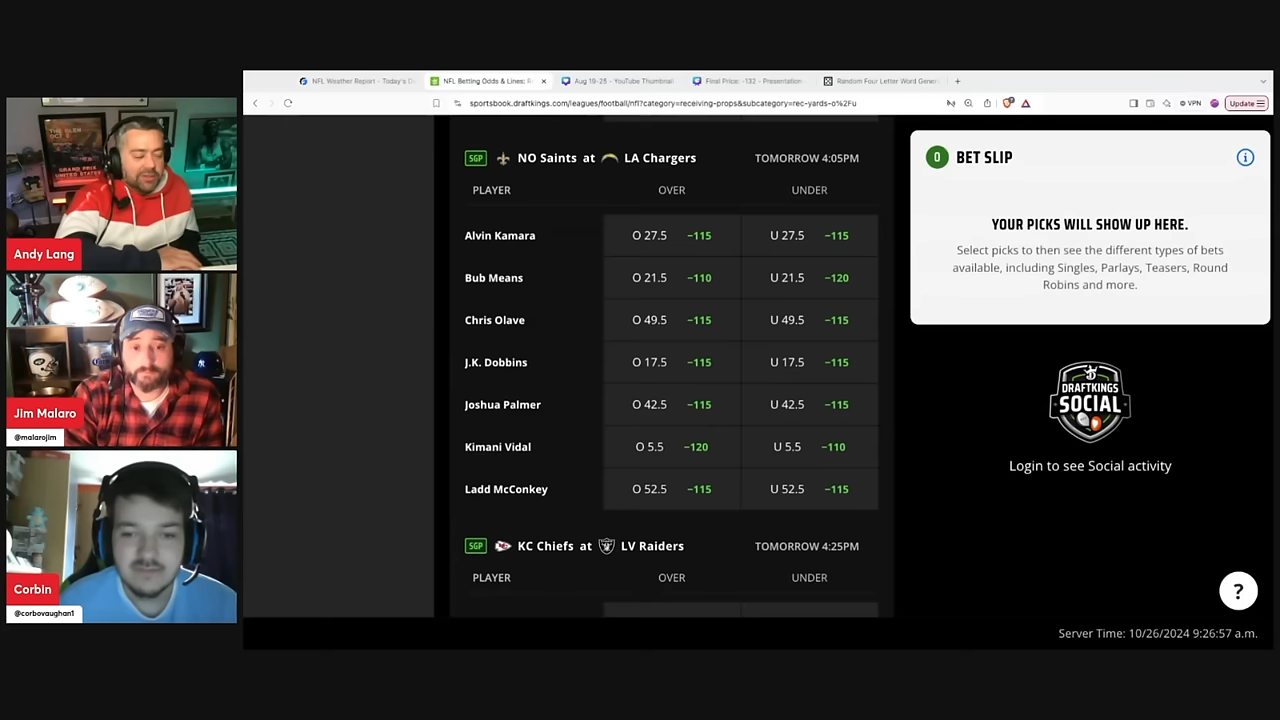 NFL Weather Report - Today's D
NFL Betting Odds & Lines: R
Aug 19-25 - YouTube Thumbnail
Final Price: -132 - Presentation
Random Four Letter Word Gener
sportsbook.draftkings.com/leagues/football/nfl?category=receiving-props&subcategory=rec-yards-o%2Fu
VPN
Update
GRAND PRIX
UNITED STATES
Andy Lang
Jim Malaro
@malarojim
Corbin
@corbovaughan1
SGP NO Saints at LA Chargers TOMORROW 4:05PM
PLAYER OVER UNDER
Alvin Kamara O 27.5 −115 U 27.5 −115
Bub Means O 21.5 −110 U 21.5 −120
Chris Olave O 49.5 −115 U 49.5 −115
J.K. Dobbins O 17.5 −115 U 17.5 −115
Joshua Palmer O 42.5 −115 U 42.5 −115
Kimani Vidal O 5.5 −120 U 5.5 −110
Ladd McConkey O 52.5 −115 U 52.5 −115
SGP KC Chiefs at LV Raiders TOMORROW 4:25PM
PLAYER OVER UNDER
0 BET SLIP
YOUR PICKS WILL SHOW UP HERE.
Select picks to then see the different types of bets
available, including Singles, Parlays, Teasers, Round
Robins and more.
DRAFTKINGS
SOCIAL
Login to see Social activity
?
Server Time: 10/26/2024 9:26:57 a.m.